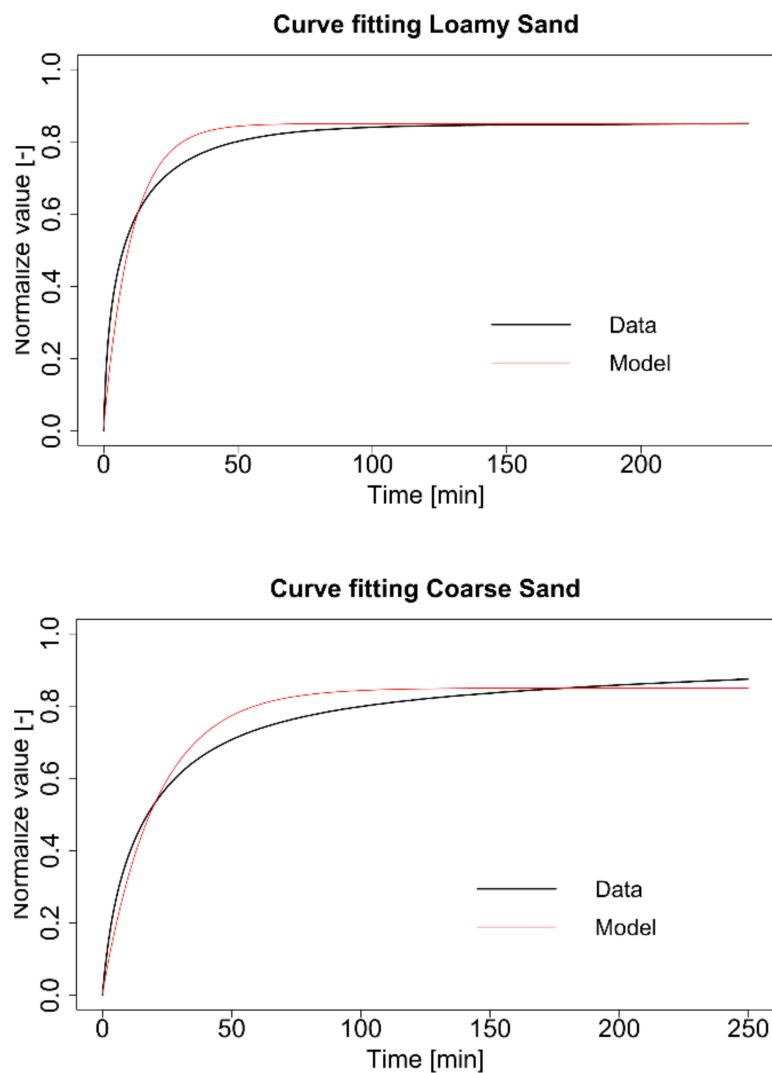 Curve fitting Loamy Sand
1.0
0.8
0.6
0.4
0.2
0.0
Normalize value [-]
Data
Model
0 50 100 150 200
Time [min]
Curve fitting Coarse Sand
1.0
0.8
0.6
0.4
0.2
0.0
Normalize value [-]
Data
Model
0 50 100 150 200 250
Time [min]